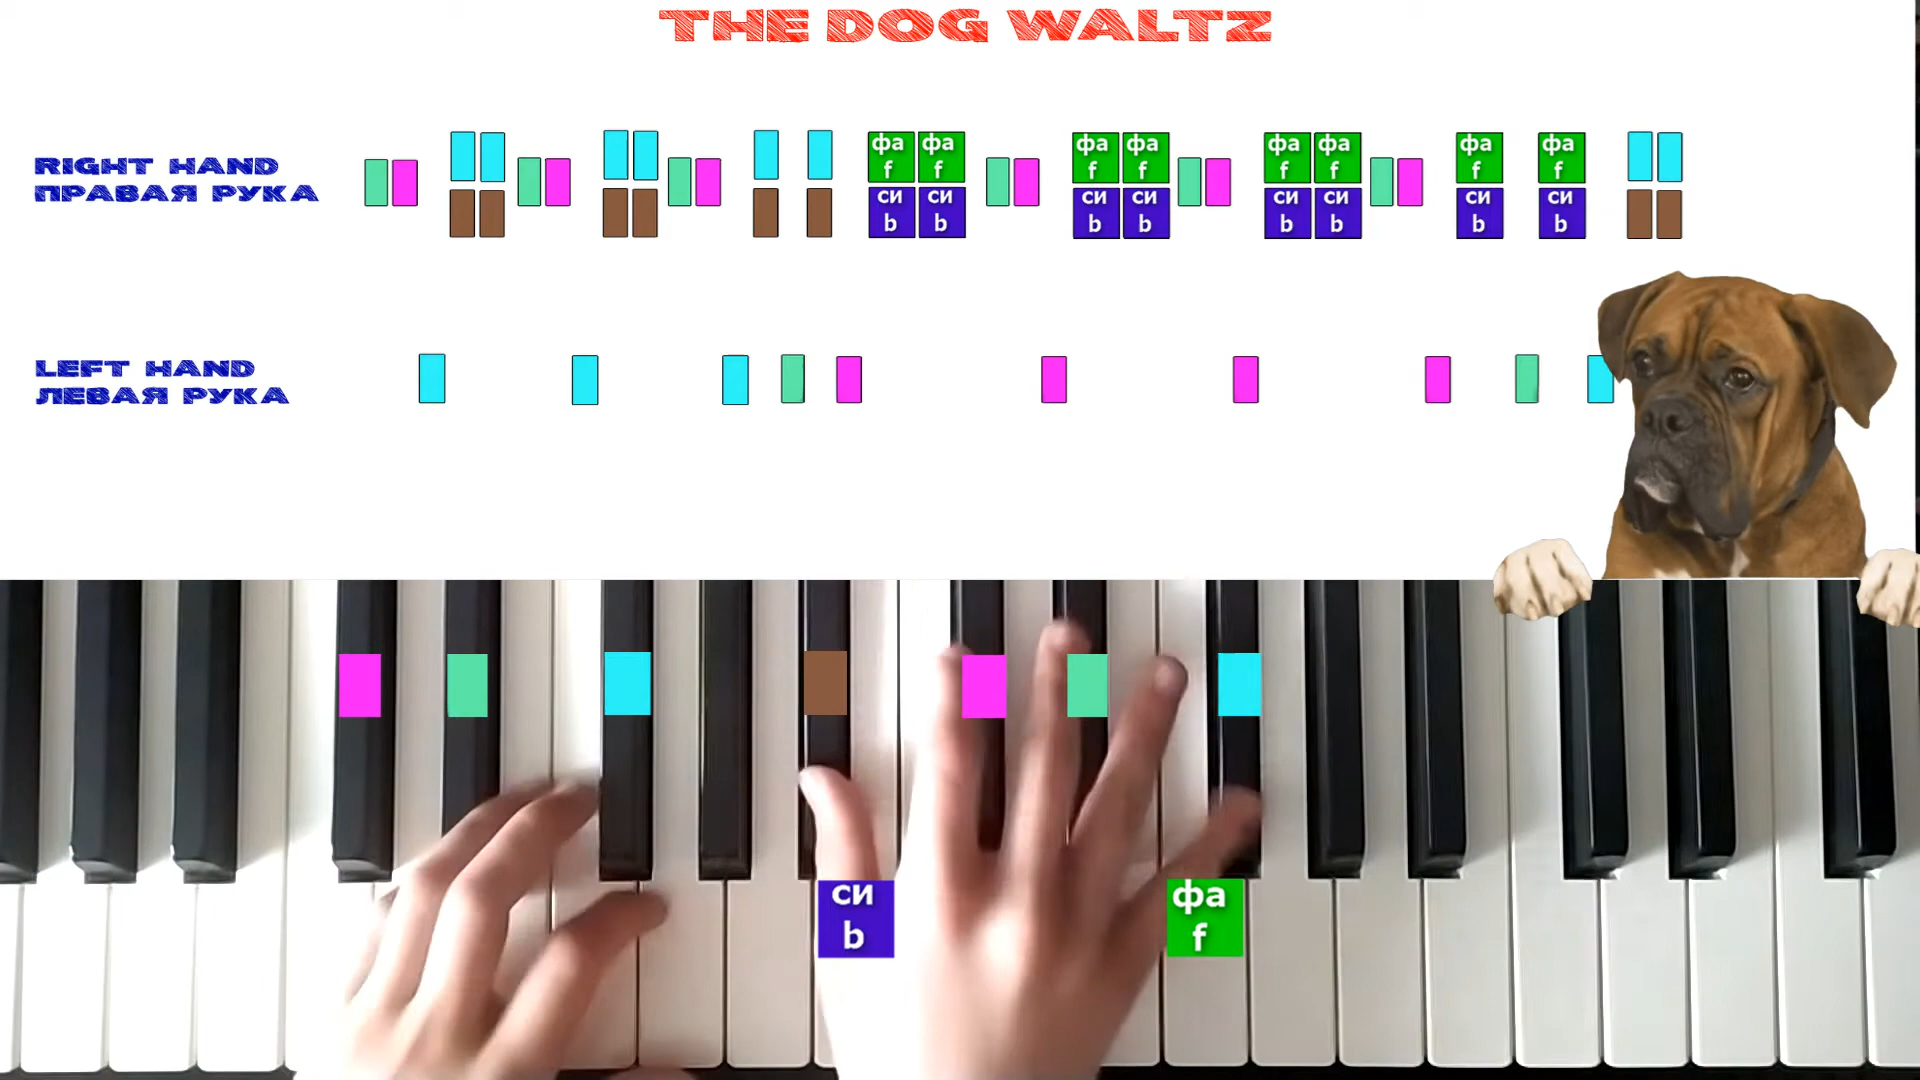 THE DOG WALTZ
RIGHT HAND
ПРАВАЯ РУКА
фа фа фа фа фа фа фа фа
f f f f f f f f
си си си си си си си си
b b b b b b b b
LEFT HAND
ЛЕВАЯ РУКА
си
b
фа
f